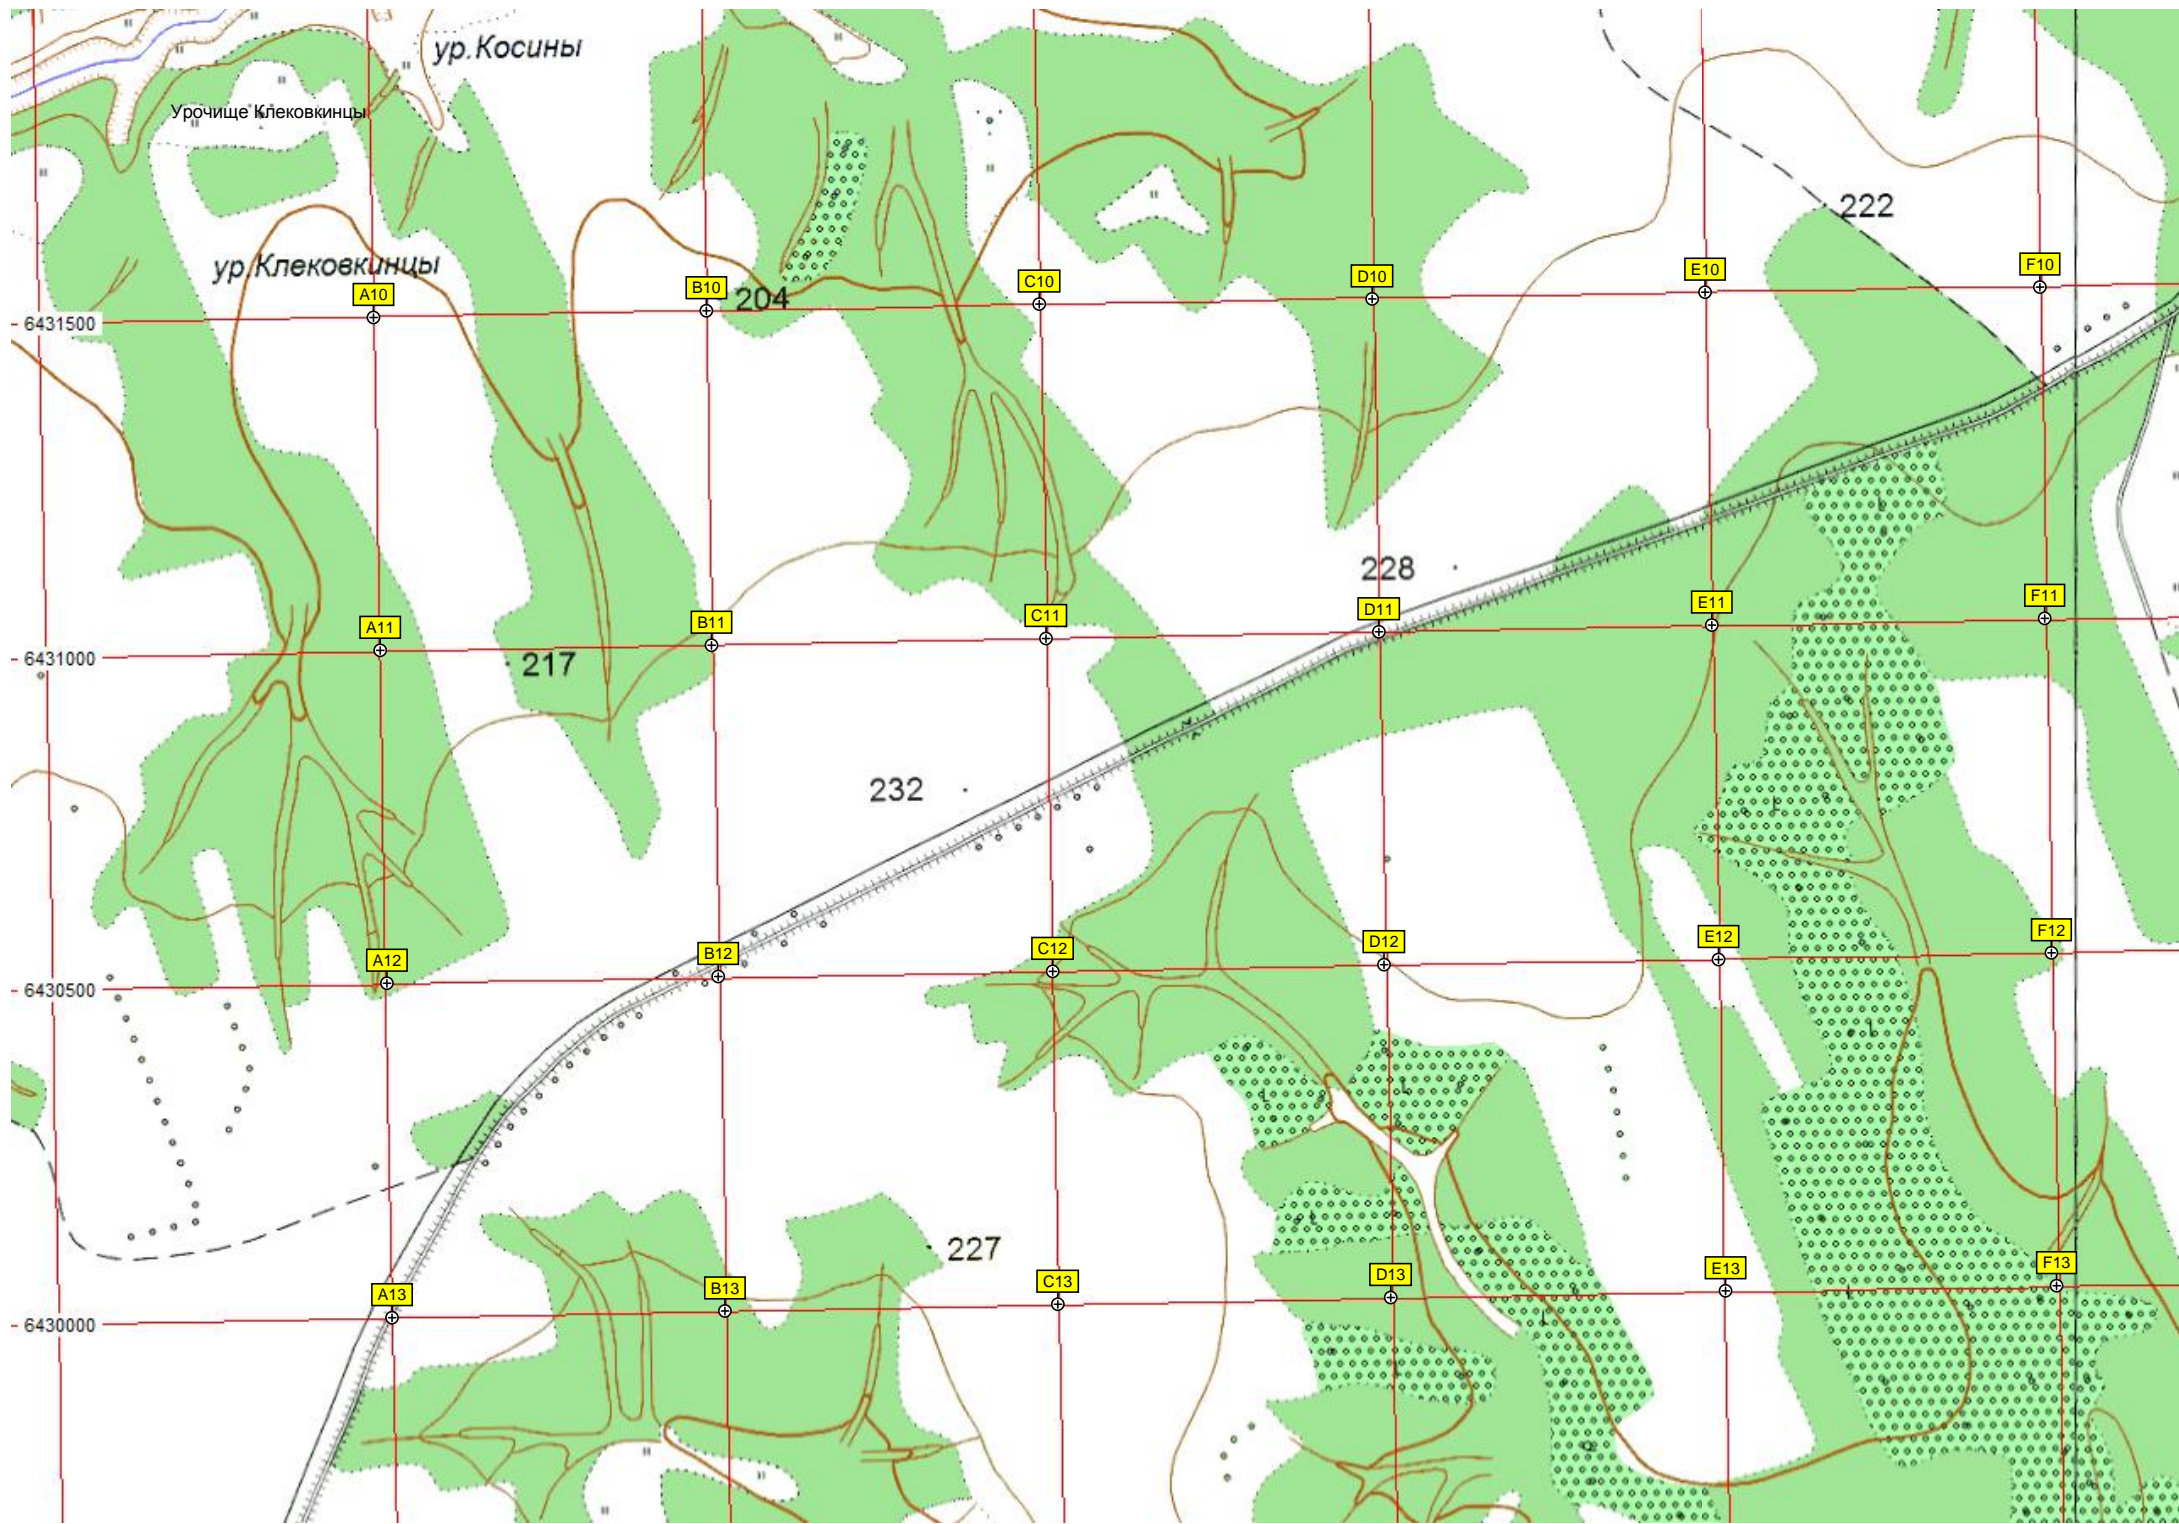 ур.Косины
Урочище Клековкинцы
222
ур.Клековкинцы
A10
B10
204
C10
D10
E10
F10
6431500
228
A11
B11
C11
D11
E11
F11
6431000
217
232
A12
B12
C12
D12
E12
F12
6430500
227
A13
B13
C13
D13
E13
F13
6430000